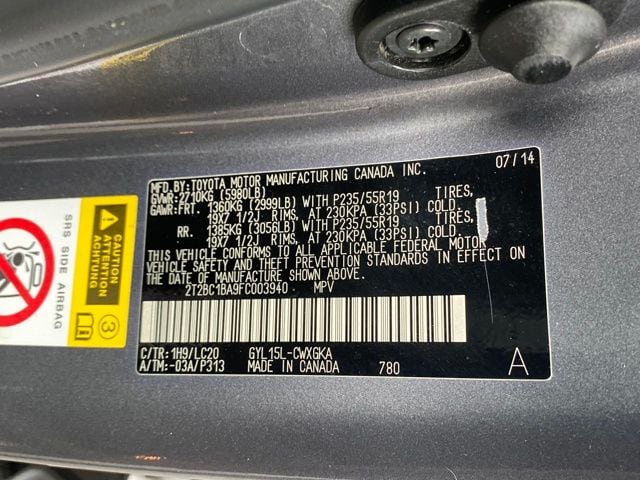 MFD.BY:TOYOTA MOTOR MANUFACTURING CANADA INC. 07/14
GVWR:2710KG (5980LB)
GAWR:FRT. 1360KG (2999LB) WITH P235/55R19 TIRES,
19X7 1/2J RIMS, AT 230KPA (33PSI) COLD.
RR. 1385KG (3056LB) WITH P235/55R19 TIRES,
19X7 1/2J RIMS, AT 230KPA (33PSI) COLD.
THIS VEHICLE CONFORMS TO ALL APPLICABLE FEDERAL MOTOR
VEHICLE SAFETY AND THEFT PREVENTION STANDARDS IN EFFECT ON
THE DATE OF MANUFACTURE SHOWN ABOVE.
2T2BC1BA9FC003940 MPV
C/TR:1H9/LC20 GYL15L-CWXGKA
A/TM:-03A/P313 MADE IN CANADA 780 A
CAUTION
ATTENTION
ACHTUNG
SRS SIDE AIRBAG
3